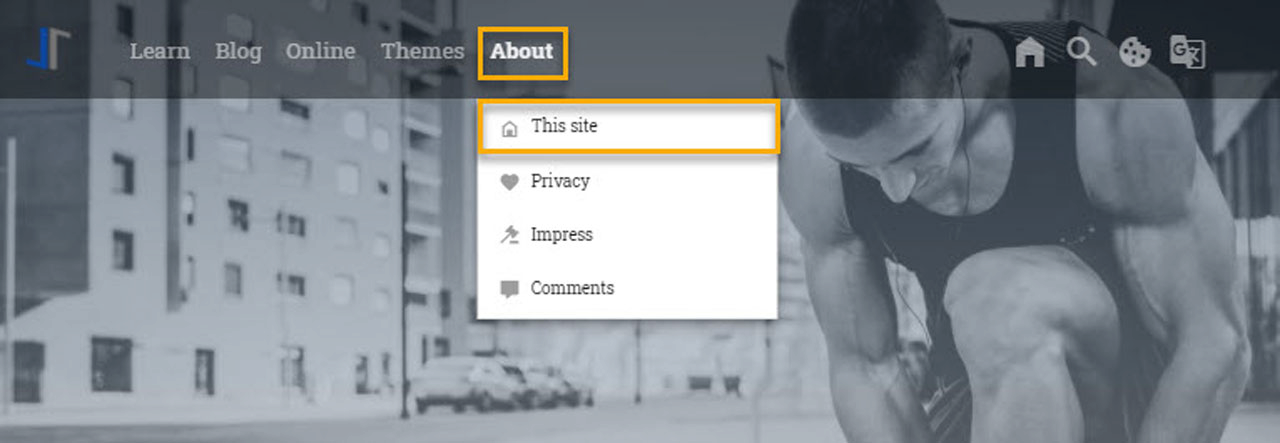 Learn Blog Online Themes About
This site
Privacy
Impress
Comments